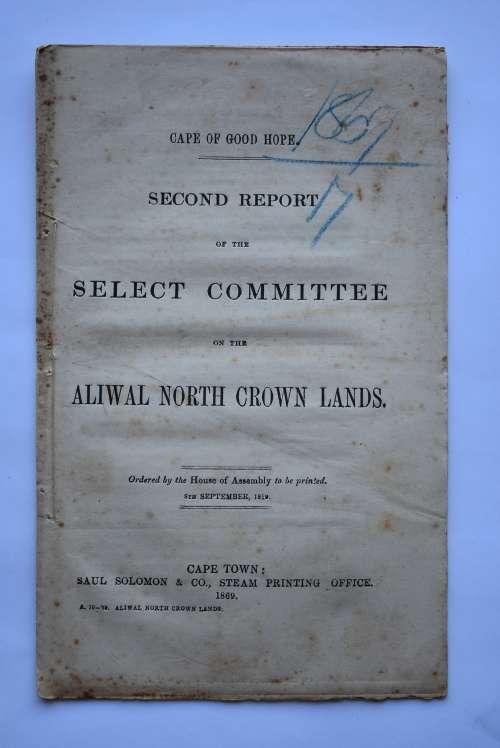 CAPE OF GOOD HOPE.
1869
17
SECOND REPORT
OF THE
SELECT COMMITTEE
ON THE
ALIWAL NORTH CROWN LANDS.
Ordered by the House of Assembly to be printed.
SEPTEMBER,
CAPE TOWN:
SAUL SOLOMON & CO., STEAM PRINTING OFFICE.
1869.
ALIWAL NORTH CROWN LANDS.